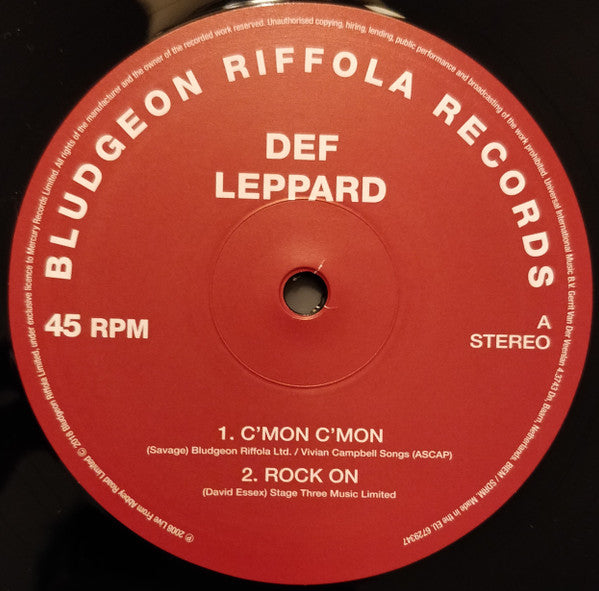 BLUDGEON RIFFOLA RECORDS
DEF
LEPPARD
45 RPM
A
STEREO
1. C'MON C'MON
(Savage) Bludgeon Riffola Ltd. / Vivian Campbell Songs (ASCAP)
2. ROCK ON
(David Essex) Stage Three Music Limited
℗ 2008 Live From Abbey Road Limited © 2018 Bludgeon Riffola Limited, under exclusive licence to Mercury Records Limited. All rights of the manufacturer and the owner of the recorded work reserved. Unauthorised copying, hiring, lending, public performance and broadcasting of the work prohibited. Universal International Music B.V. Gerrit Van Der Veenlan 4,3743 DN, Baarn, Netherlands. BIEM / SDRM. Made in the EU. 6729347